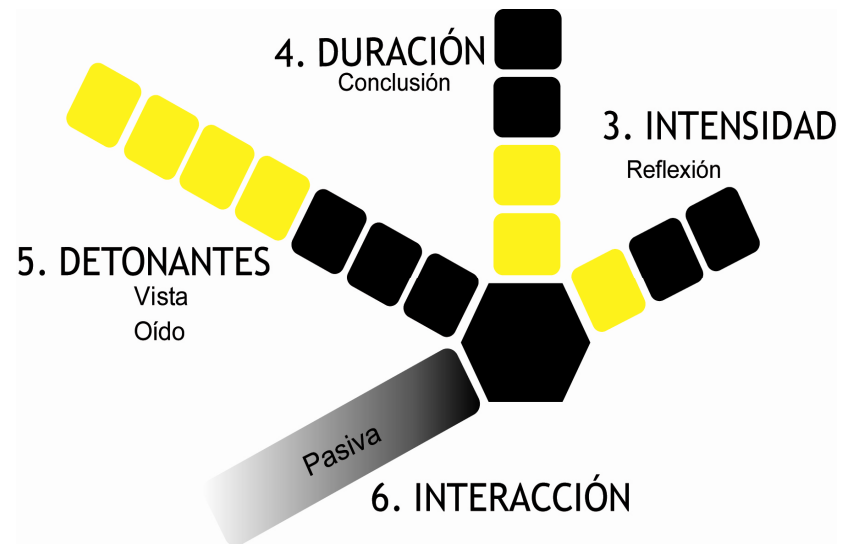 4. DURACIÓN
Conclusión
3. INTENSIDAD
Reflexión
5. DETONANTES
Vista
Oído
Pasiva
6. INTERACCIÓN